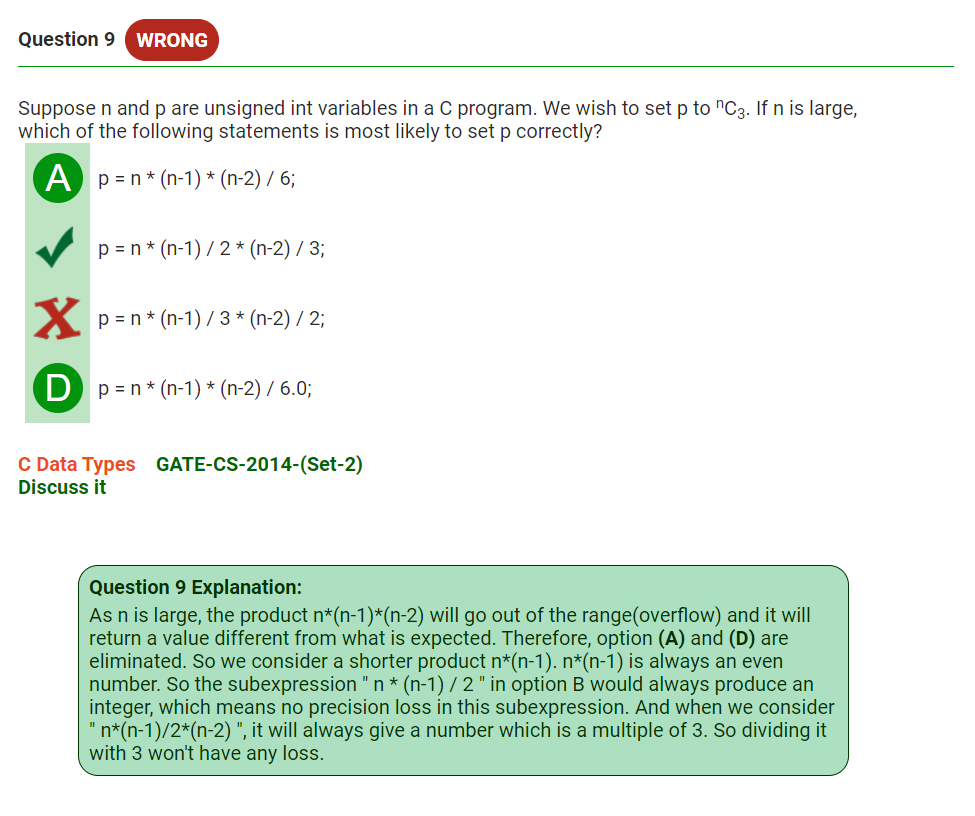 Question 9 WRONG
Suppose n and p are unsigned int variables in a C program. We wish to set p to ⁿC₃. If n is large,
which of the following statements is most likely to set p correctly?
A p = n * (n-1) * (n-2) / 6;
p = n * (n-1) / 2 * (n-2) / 3;
p = n * (n-1) / 3 * (n-2) / 2;
D p = n * (n-1) * (n-2) / 6.0;
C Data Types GATE-CS-2014-(Set-2)
Discuss it
Question 9 Explanation:
As n is large, the product n*(n-1)*(n-2) will go out of the range(overflow) and it will
return a value different from what is expected. Therefore, option (A) and (D) are
eliminated. So we consider a shorter product n*(n-1). n*(n-1) is always an even
number. So the subexpression " n * (n-1) / 2 " in option B would always produce an
integer, which means no precision loss in this subexpression. And when we consider
" n*(n-1)/2*(n-2) ", it will always give a number which is a multiple of 3. So dividing it
with 3 won't have any loss.